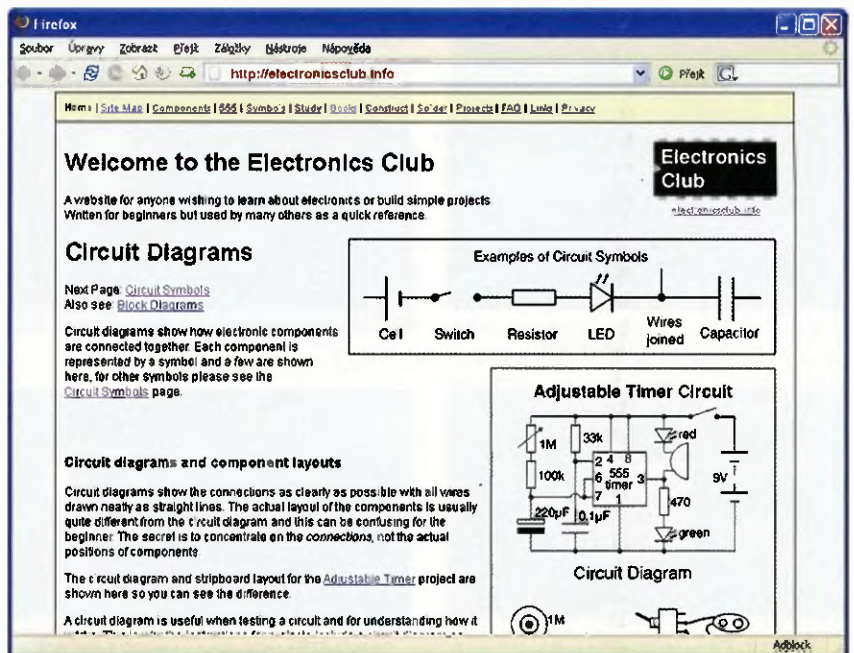 Firefox
Soubor Úpravy Zobrazit Přejít Záložky Nástroje Nápověda
http://electronicsclub.info
Přejít
Home | Site Map | Components | 555 | Symbols | Study | Books | Construct | Solder | Projects | FAQ | Links | Privacy
Welcome to the Electronics Club
Electronics
Club
electronicsclub.info
A website for anyone wishing to learn about electronics or build simple projects.
Written for beginners but used by many others as a quick reference.
Circuit Diagrams
Next Page: Circuit Symbols
Also see: Block Diagrams
Circuit diagrams show how electronic components
are connected together. Each component is
represented by a symbol and a few are shown
here, for other symbols please see the
Circuit Symbols page.
Examples of Circuit Symbols
Cell Switch Resistor LED Wires joined Capacitor
Circuit diagrams and component layouts
Circuit diagrams show the connections as clearly as possible with all wires
drawn neatly as straight lines. The actual layout of the components is usually
quite different from the circuit diagram and this can be confusing for the
beginner. The secret is to concentrate on the connections, not the actual
positions of components.
The circuit diagram and stripboard layout for the Adjustable Timer project are
shown here so you can see the difference.
A circuit diagram is useful when testing a circuit and for understanding how it
Adjustable Timer Circuit
1M 33k red
2 4 8
100k 6 555 3 9V
timer
7 1 470
220µF 0.1µF
green
Circuit Diagram
1M
Adblock